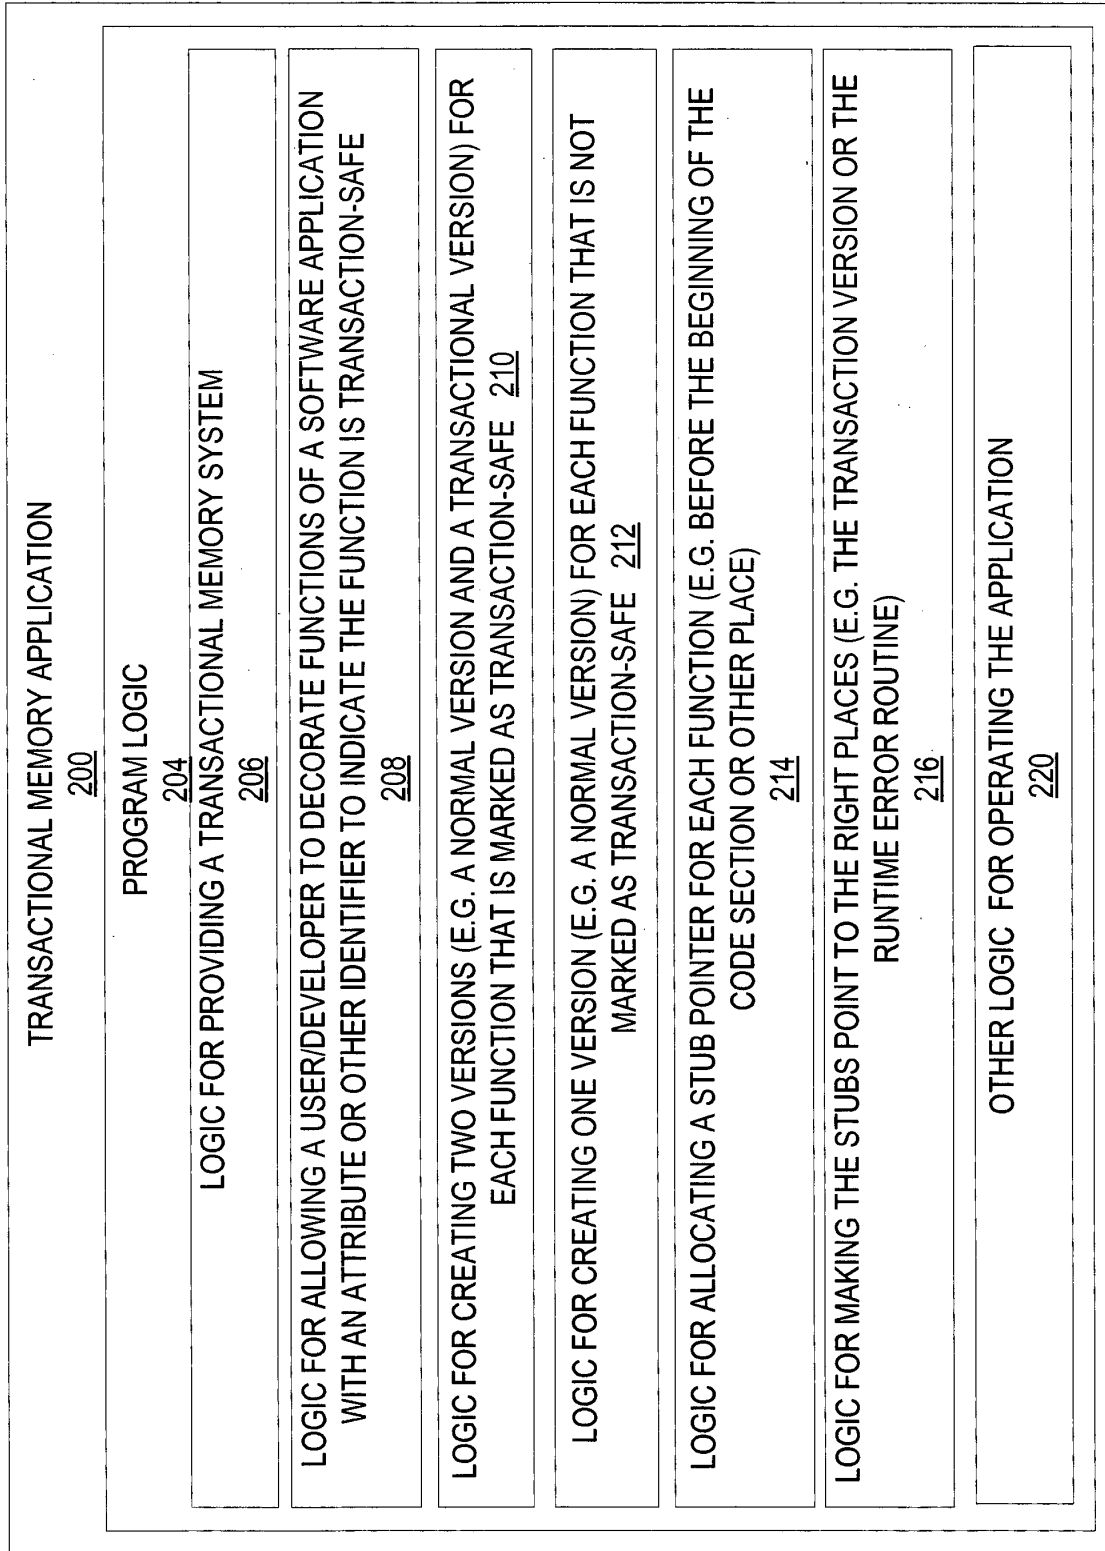 TRANSACTIONAL MEMORY APPLICATION
200
PROGRAM LOGIC
204
LOGIC FOR PROVIDING A TRANSACTIONAL MEMORY SYSTEM
206
LOGIC FOR ALLOWING A USER/DEVELOPER TO DECORATE FUNCTIONS OF A SOFTWARE APPLICATION
WITH AN ATTRIBUTE OR OTHER IDENTIFIER TO INDICATE THE FUNCTION IS TRANSACTION-SAFE
208
LOGIC FOR CREATING TWO VERSIONS (E.G. A NORMAL VERSION AND A TRANSACTIONAL VERSION) FOR
EACH FUNCTION THAT IS MARKED AS TRANSACTION-SAFE 210
LOGIC FOR CREATING ONE VERSION (E.G. A NORMAL VERSION) FOR EACH FUNCTION THAT IS NOT
MARKED AS TRANSACTION-SAFE 212
LOGIC FOR ALLOCATING A STUB POINTER FOR EACH FUNCTION (E.G. BEFORE THE BEGINNING OF THE
CODE SECTION OR OTHER PLACE)
214
LOGIC FOR MAKING THE STUBS POINT TO THE RIGHT PLACES (E.G. THE TRANSACTION VERSION OR THE
RUNTIME ERROR ROUTINE)
216
OTHER LOGIC FOR OPERATING THE APPLICATION
220